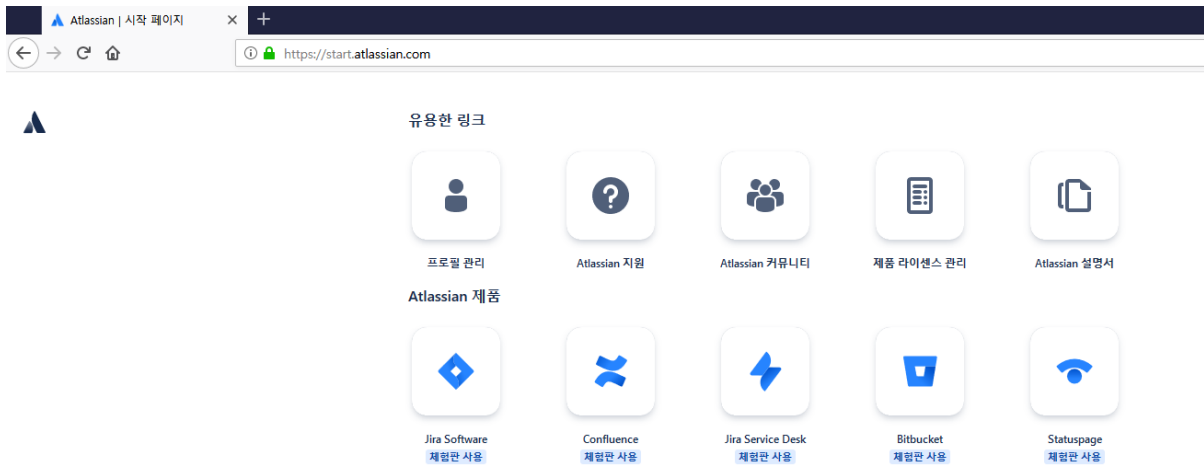 Atlassian | 시작 페이지
https://start.atlassian.com
유용한 링크
프로필 관리
Atlassian 지원
Atlassian 커뮤니티
제품 라이센스 관리
Atlassian 설명서
Atlassian 제품
Jira Software
Confluence
Jira Service Desk
Bitbucket
Statuspage
체험판 사용
체험판 사용
체험판 사용
체험판 사용
체험판 사용